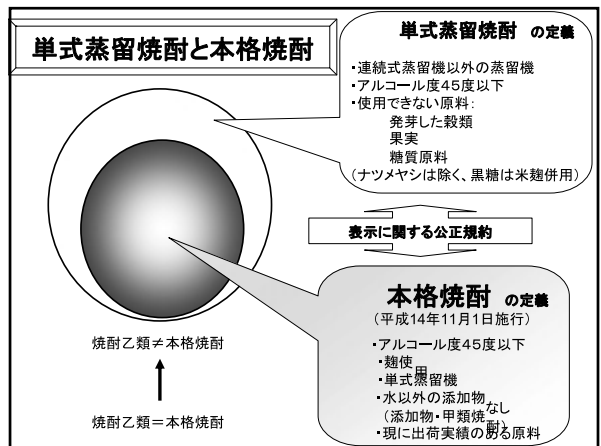 単式蒸留焼酎と本格焼酎
単式蒸留焼酎 の定義
・連続式蒸留機以外の蒸留機
・アルコール度45度以下
・使用できない原料:
発芽した穀類
果実
糖質原料
(ナツメヤシは除く、黒糖は米麹併用)
表示に関する公正規約
本格焼酎 の定義
(平成14年11月1日施行)
・アルコール度45度以下
・麹使用
・単式蒸留機
・水以外の添加物なし
(添加物・甲類焼酎)
・現に出荷実績のある原料
焼酎乙類≠本格焼酎
焼酎乙類=本格焼酎